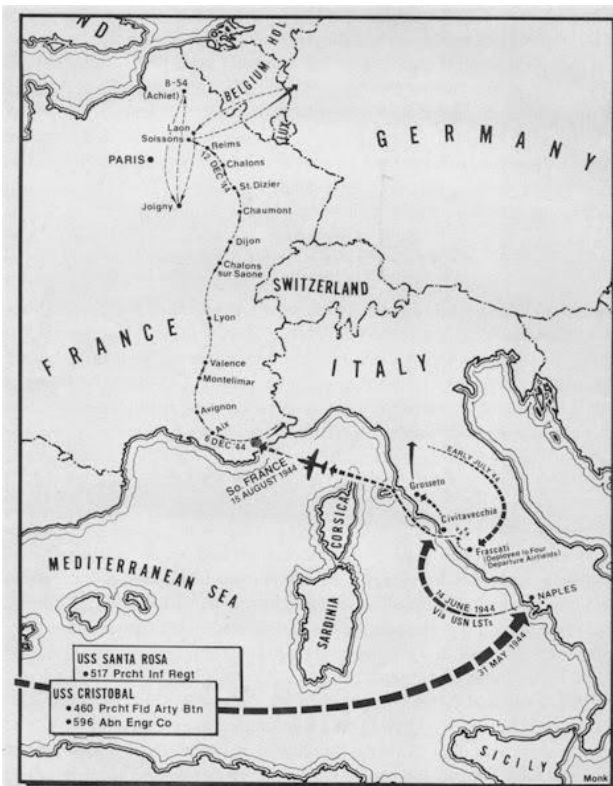 ND
HOL
BELGIUM
B-54
(Achiet)
LUX
GERMANY
Laon
Soissons
Reims
12 DEC '44
PARIS
Chalons
St. Dizier
Joigny
Chaumont
Dijon
Chalons
sur Saone
SWITZERLAND
Lyon
FRANCE
ITALY
Valence
Montelimar
Avignon
Aix
6 DEC '44
So. FRANCE
15 AUGUST 1944
EARLY JULY 44
Grosseto
CORSICA
Civitavecchia
Frascati
(Deployed to Four
Departure Airfields)
MEDITERRANEAN SEA
SARDINIA
14 JUNE 1944
Via USN LSTs
NAPLES
31 MAY 1944
USS SANTA ROSA
•517 Prcht Inf Regt
USS CRISTOBAL
•460 Prcht Fld Arty Btn
•596 Abn Engr Co
SICILY
Monk